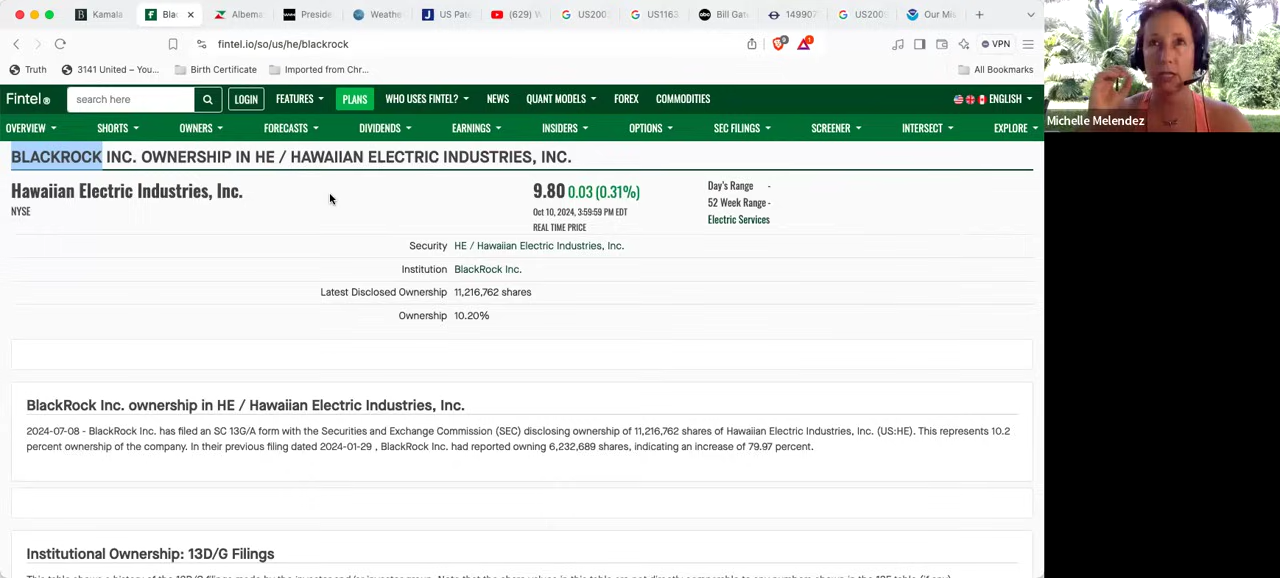 Kamala
Blac
Albema
Preside
Weathe
US Pate
(629) W
US200
US1163
Bill Gat
149907
US200
Our Mis
fintel.io/so/us/he/blackrock
VPN
Truth
3141 United – You...
Birth Certificate
Imported from Chr...
All Bookmarks
Fintel
search here
LOGIN
FEATURES
PLANS
WHO USES FINTEL?
NEWS
QUANT MODELS
FOREX
COMMODITIES
ENGLISH
OVERVIEW
SHORTS
OWNERS
FORECASTS
DIVIDENDS
EARNINGS
INSIDERS
OPTIONS
SEC FILINGS
SCREENER
INTERSECT
EXPLORE
Michelle Melendez
BLACKROCK INC. OWNERSHIP IN HE / HAWAIIAN ELECTRIC INDUSTRIES, INC.
Hawaiian Electric Industries, Inc.
NYSE
9.80 0.03 (0.31%)
Oct 10, 2024, 3:59:59 PM EDT
REAL TIME PRICE
Day's Range -
52 Week Range -
Electric Services
Security HE / Hawaiian Electric Industries, Inc.
Institution BlackRock Inc.
Latest Disclosed Ownership 11,216,762 shares
Ownership 10.20%
BlackRock Inc. ownership in HE / Hawaiian Electric Industries, Inc.
2024-07-08 - BlackRock Inc. has filed an SC 13G/A form with the Securities and Exchange Commission (SEC) disclosing ownership of 11,216,762 shares of Hawaiian Electric Industries, Inc. (US:HE). This represents 10.2
percent ownership of the company. In their previous filing dated 2024-01-29 , BlackRock Inc. had reported owning 6,232,689 shares, indicating an increase of 79.97 percent.
Institutional Ownership: 13D/G Filings